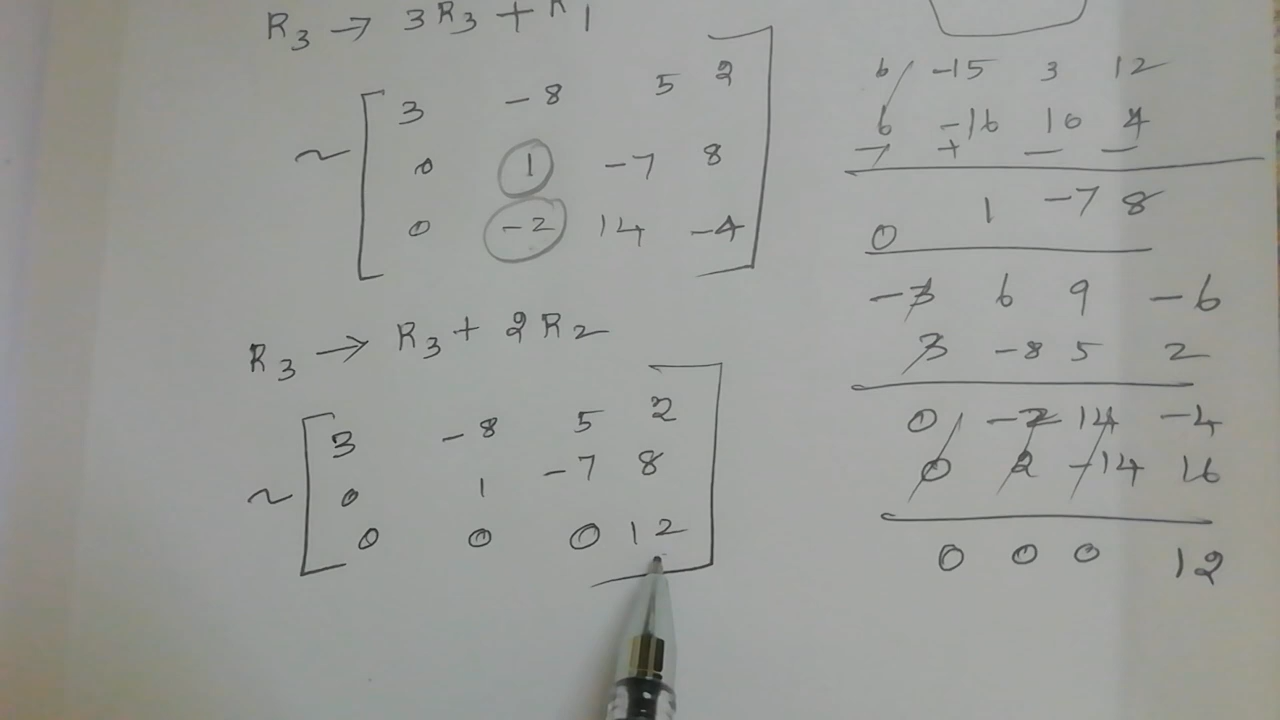 R3 → 3R3 + R1
~ [ 3 -8 5 2
0 1 -7 8
0 -2 14 -4 ]
R3 → R3 + 2R2
~ [ 3 -8 5 2
0 1 -7 8
0 0 0 12 ]
6 -15 3 12
6 -16 10 4
- + - -
0 1 -7 8
-3 6 9 -6
3 -8 5 2
0 -2 14 -4
0 2 -14 16
0 0 0 12